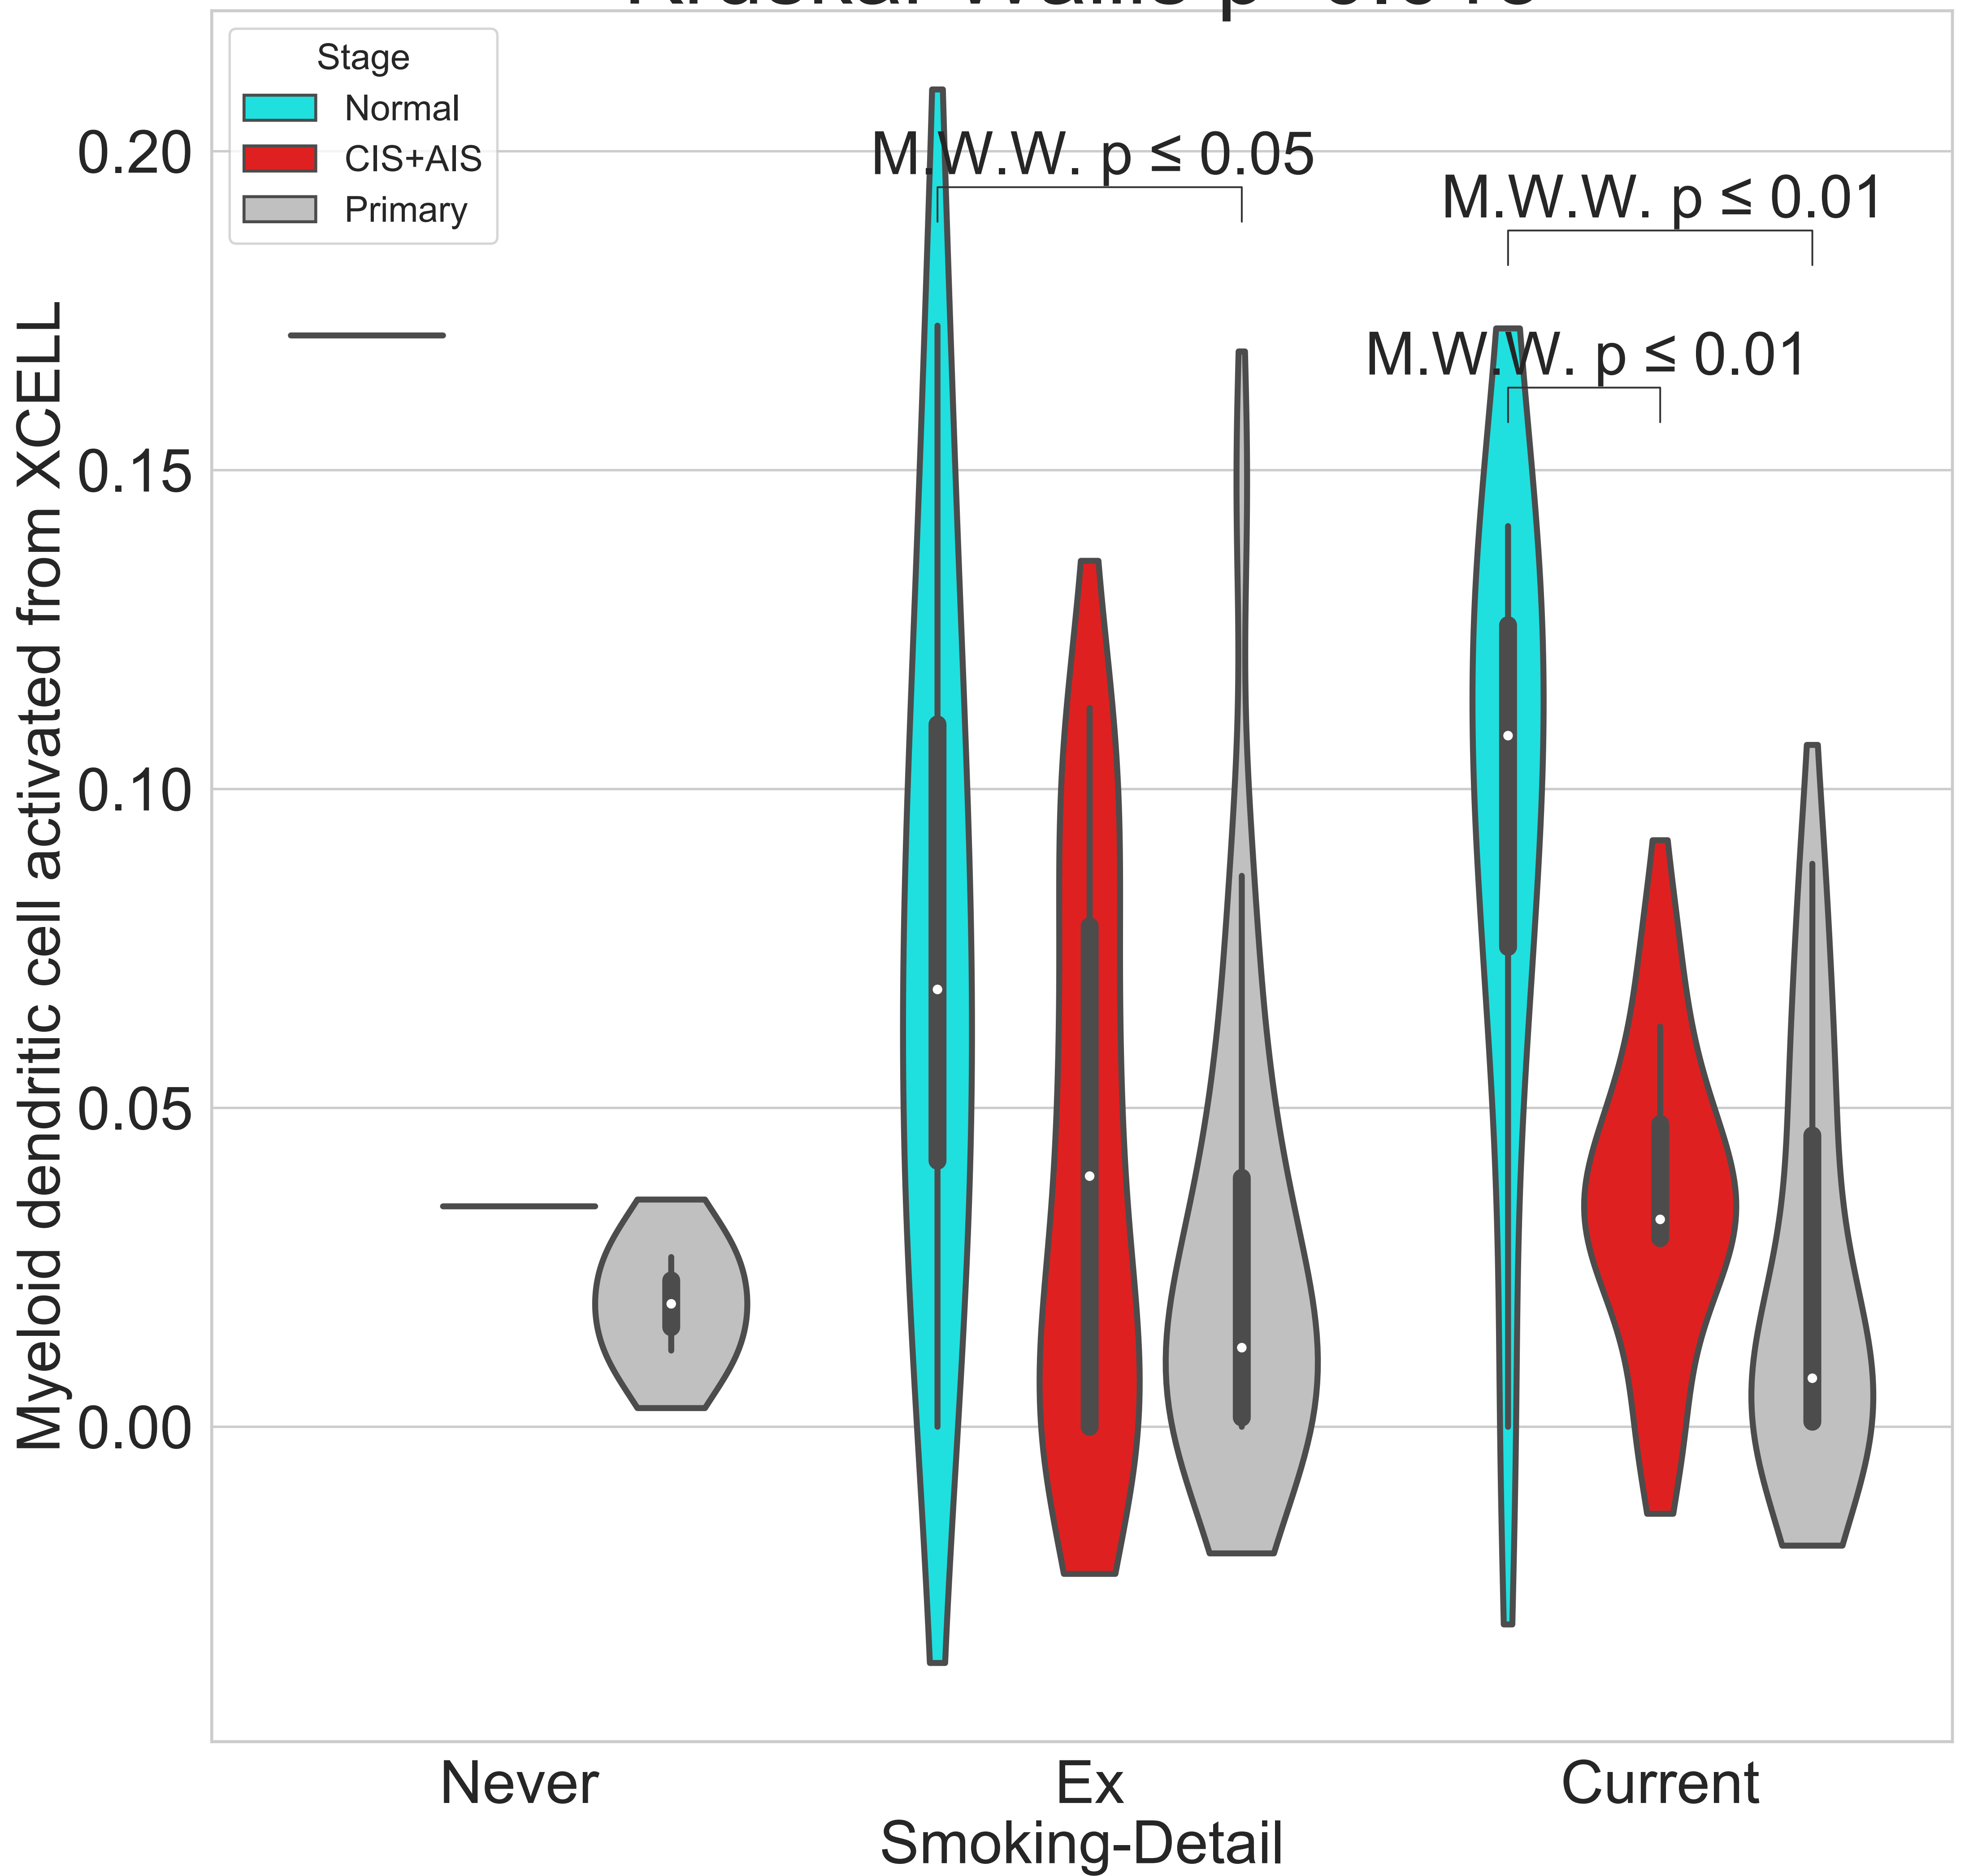 Stage
Normal
CIS+AIS
Primary
M.W.W. p ≤ 0.05
M.W.W. p ≤ 0.01
M.W.W. p ≤ 0.01
Myeloid dendritic cell activated from XCELL
0.20
0.15
0.10
0.05
0.00
Never
Ex
Current
Smoking-Detail